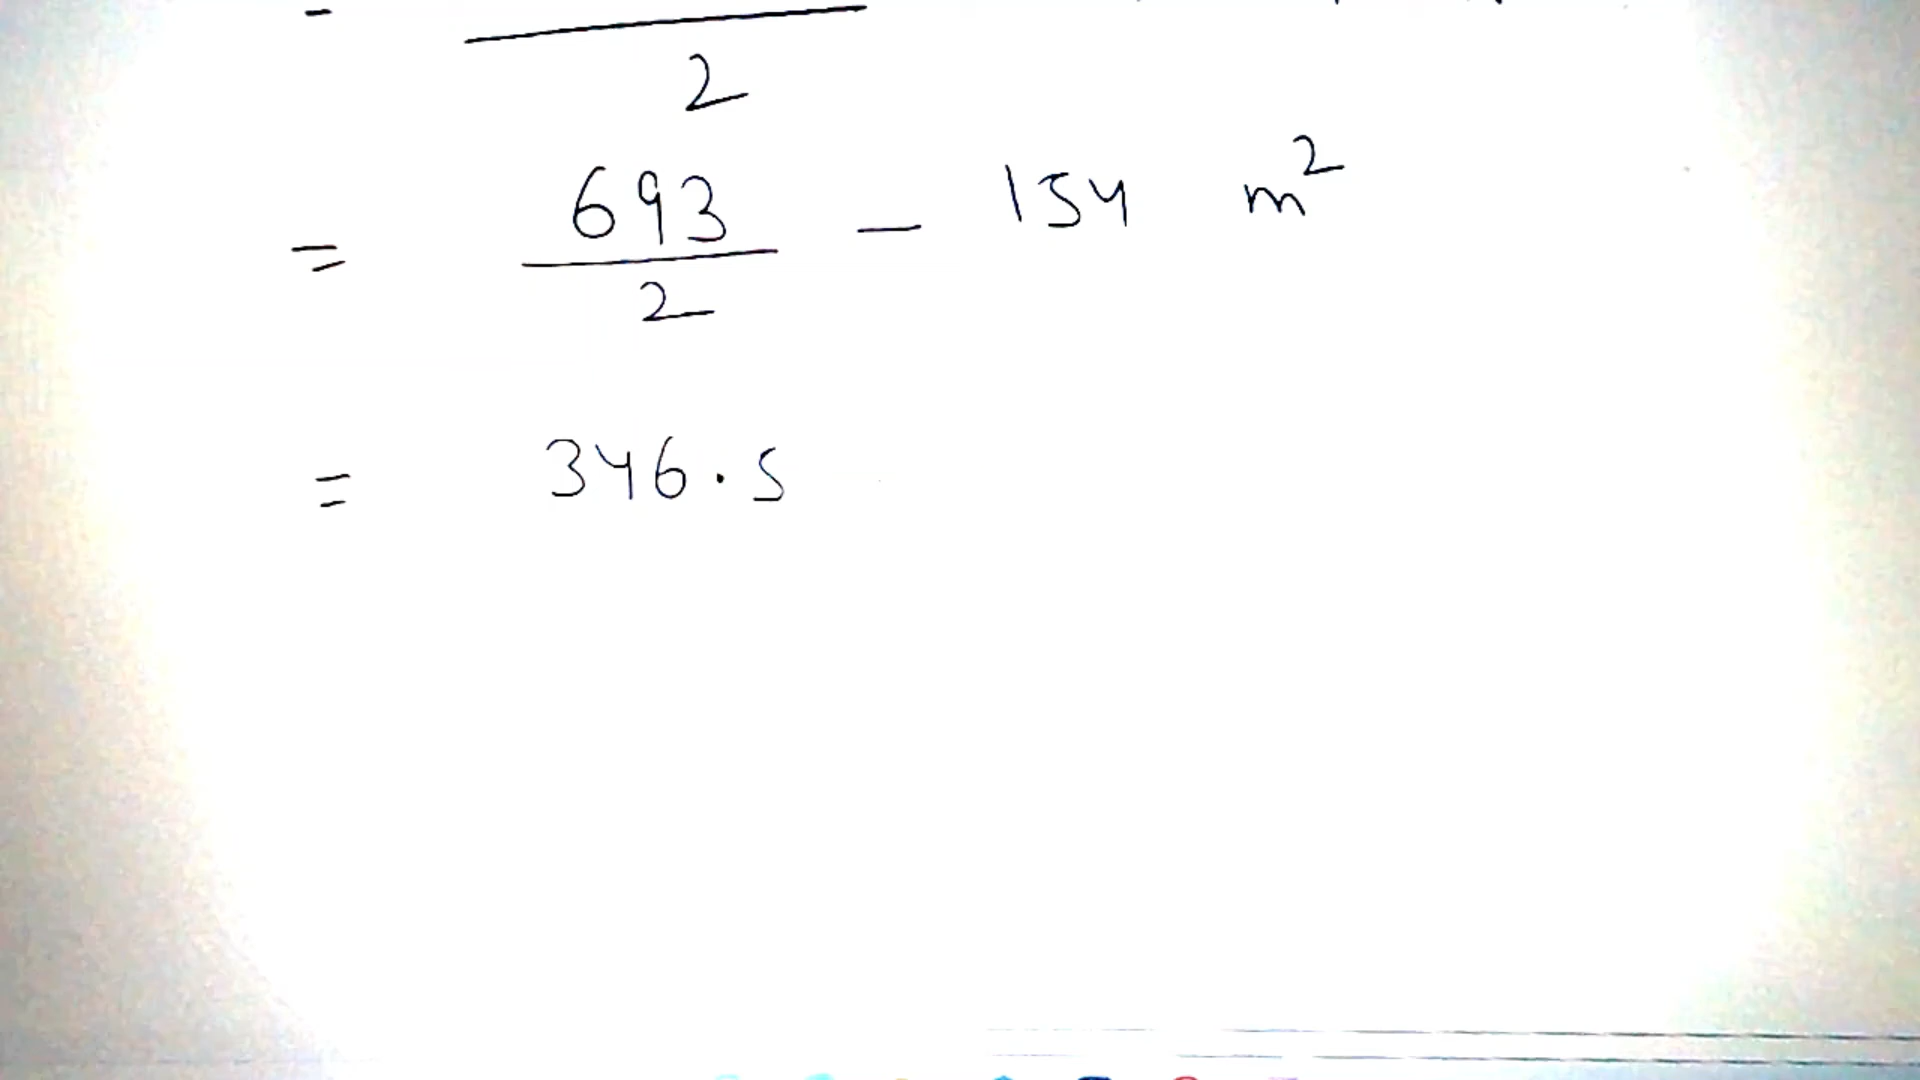 =
2
= 693/2 - 154 m²
= 346.5